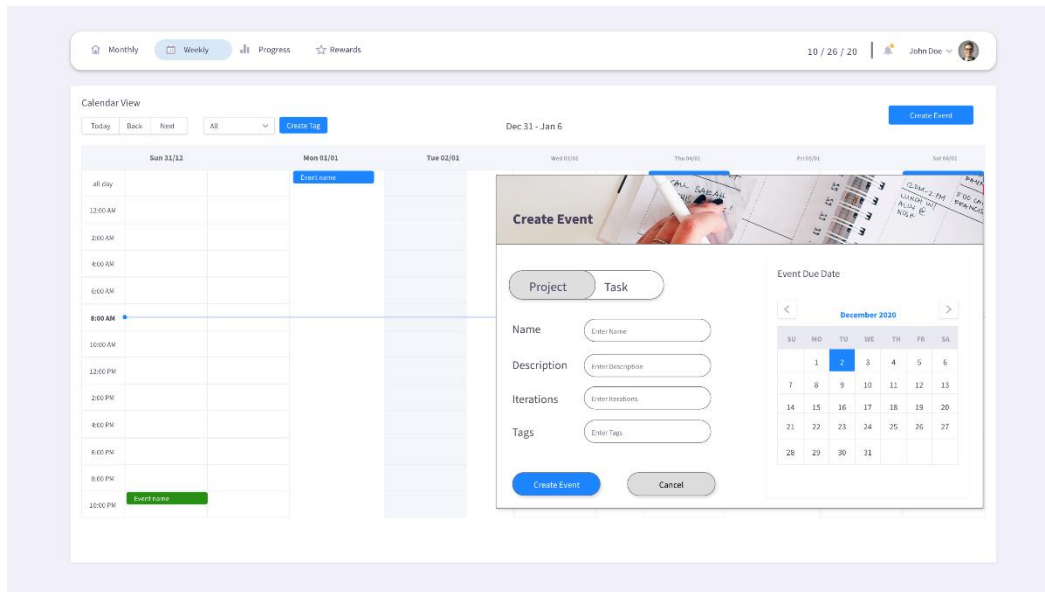 Monthly Weekly Progress Rewards 10 / 26 / 20 John Doe
Calendar View
Create Event
Today Back Next All Create Tag Dec 31 - Jan 6
Sun 31/12 Mon 01/01 Tue 02/01 Wed 03/01 Thu 04/01 Fri 05/01 Sat 06/01
all day Event name
12:00 AM
2:00 AM
4:00 AM
6:00 AM
8:00 AM
10:00 AM
12:00 PM
2:00 PM
4:00 PM
6:00 PM
8:00 PM
Event name
10:00 PM
CALL SARAH
12PM-2PM
LUNCH W/
@
Create Event
Project Task
Name Enter Name
Description Enter Description
Iterations Enter Iterations
Tags Enter Tags
Create Event Cancel
Event Due Date
December 2020
SU MO TU WE TH FR SA
1 2 3 4 5 6
7 8 9 10 11 12 13
14 15 16 17 18 19 20
21 22 23 24 25 26 27
28 29 30 31